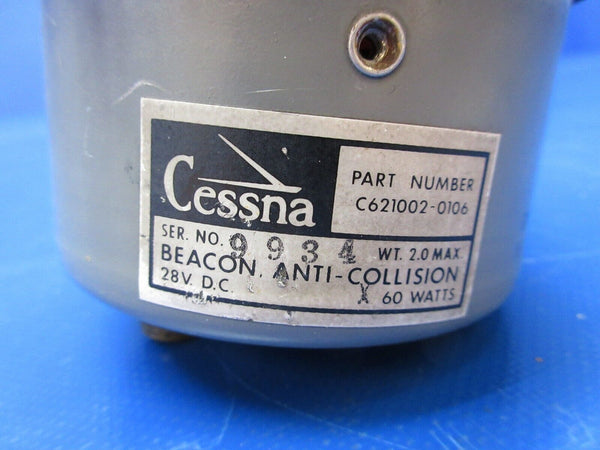 Cessna
PART NUMBER
C621002-0106
SER. NO. 9934 WT. 2.0 MAX.
BEACON, ANTI-COLLISION
28V. D.C. X 60 WATTS